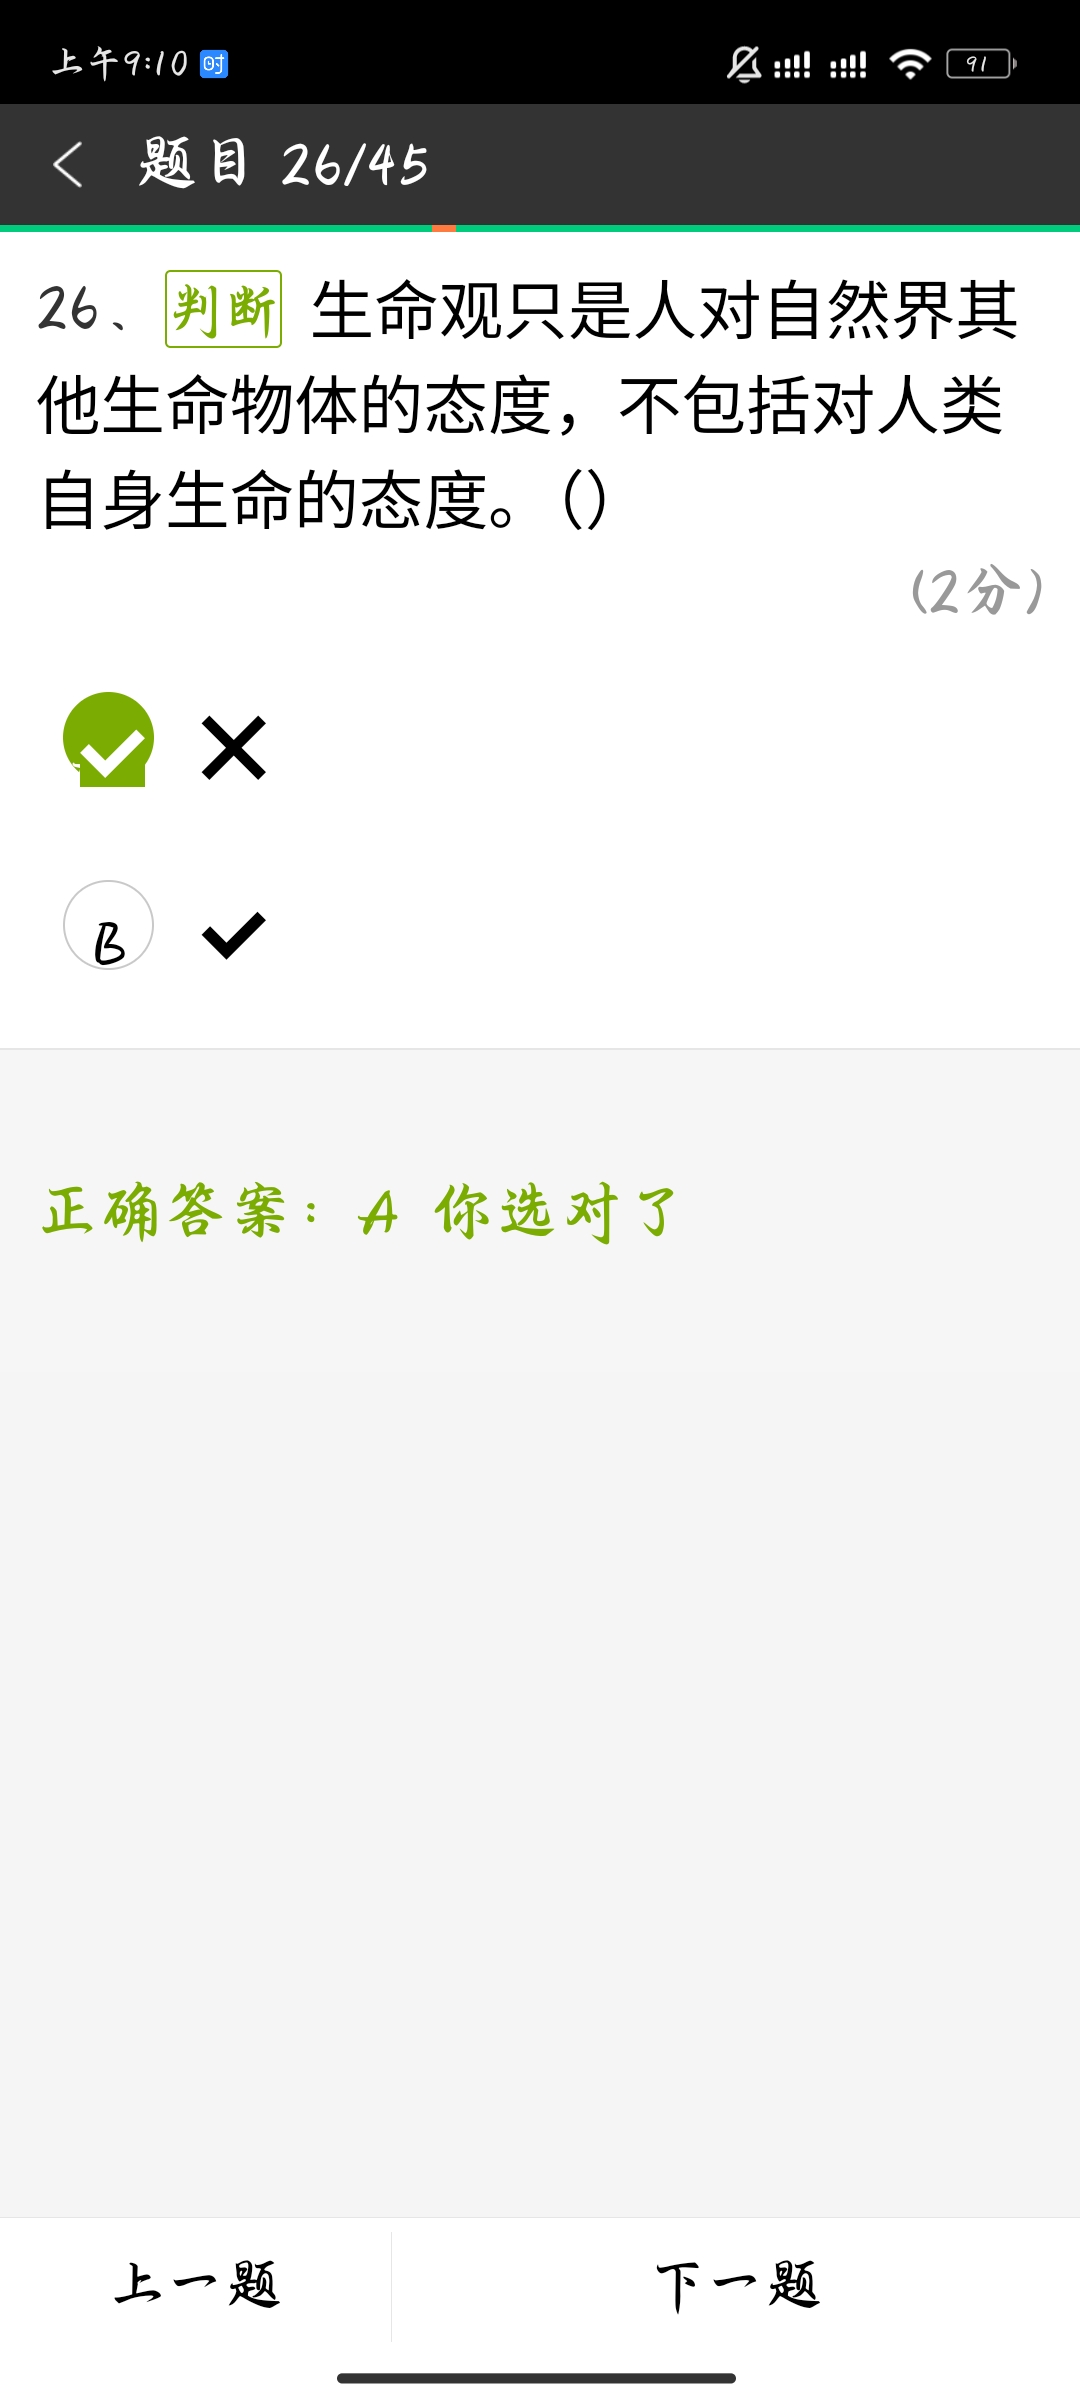 上午9:10 时 91
题目 26/45
26、判断 生命观只是人对自然界其
他生命物体的态度，不包括对人类
自身生命的态度。（）
(2分)
B
正确答案：A 你选对了
上一题 下一题